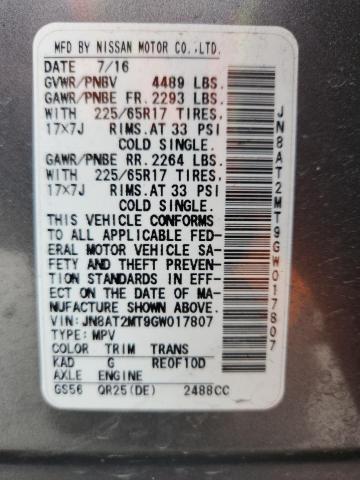 MFD BY NISSAN MOTOR CO.,LTD.
DATE 7/16
GVWR/PNBV 4489 LBS.
GAWR/PNBE FR. 2293 LBS.
WITH 225/65R17 TIRES.
17X7J RIMS. AT 33 PSI
COLD SINGLE.
GAWR/PNBE RR. 2264 LBS.
WITH 225/65R17 TIRES.
17X7J RIMS. AT 33 PSI
COLD SINGLE.
THIS VEHICLE CONFORMS
TO ALL APPLICABLE FED-
ERAL MOTOR VEHICLE SA-
FETY AND THEFT PREVENT-
ION STANDARDS IN EFF-
ECT ON THE DATE OF MA-
NUFACTURE SHOWN ABOVE.
VIN: JN8AT2MT9GW017807
TYPE: MPV
COLOR TRIM TRANS
KAD G RE0F10D
AXLE ENGINE
GS56 QR25(DE) 2488CC
JN8AT2MT9GW017807